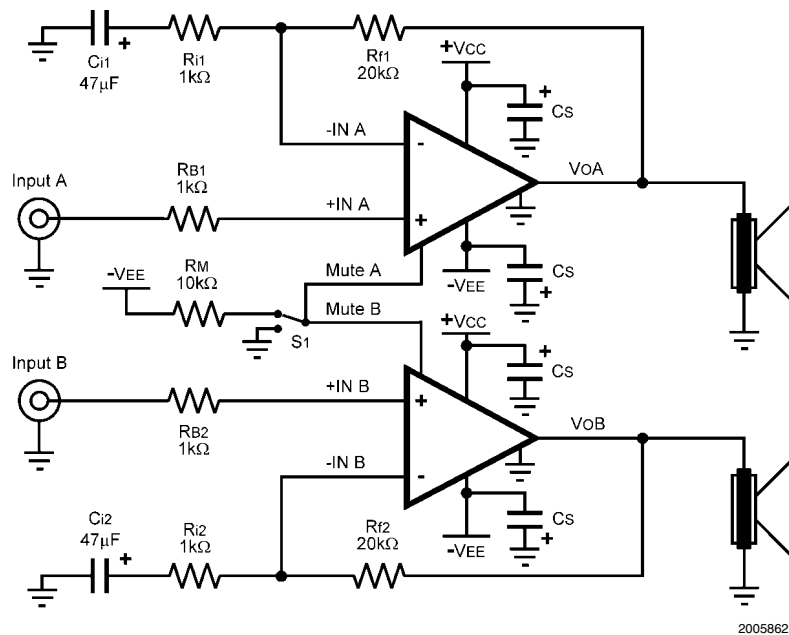 Ci1
47µF
+
Ri1
1kΩ
Rf1
20kΩ
+VCC
+
CS
-IN A
-
Input A
RB1
1kΩ
+IN A
+
VOA
-VEE
CS
+
-VEE
RM
10kΩ
Mute A
Mute B
S1
+VCC
+
CS
Input B
RB2
1kΩ
+IN B
+
VOB
-IN B
-
-VEE
CS
+
Ci2
47µF
+
Ri2
1kΩ
Rf2
20kΩ
2005862